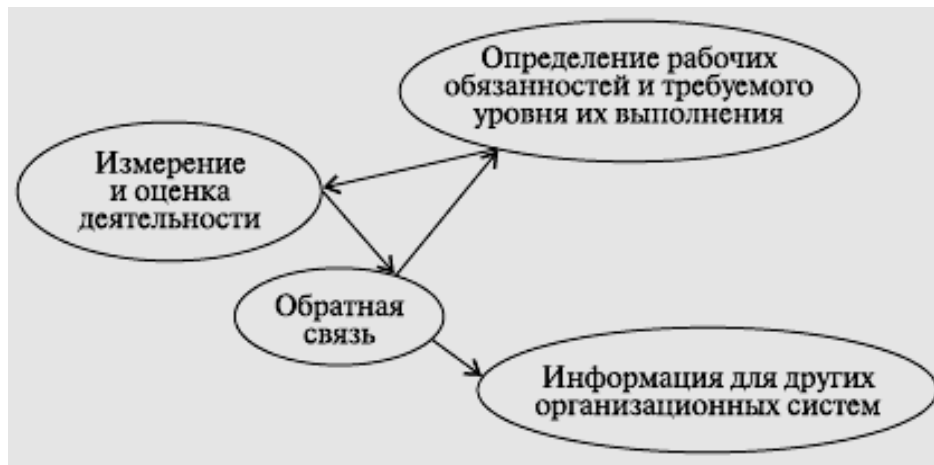 Определение рабочих
обязанностей и требуемого
уровня их выполнения
Измерение
и оценка
деятельности
Обратная
связь
Информация для других
организационных систем